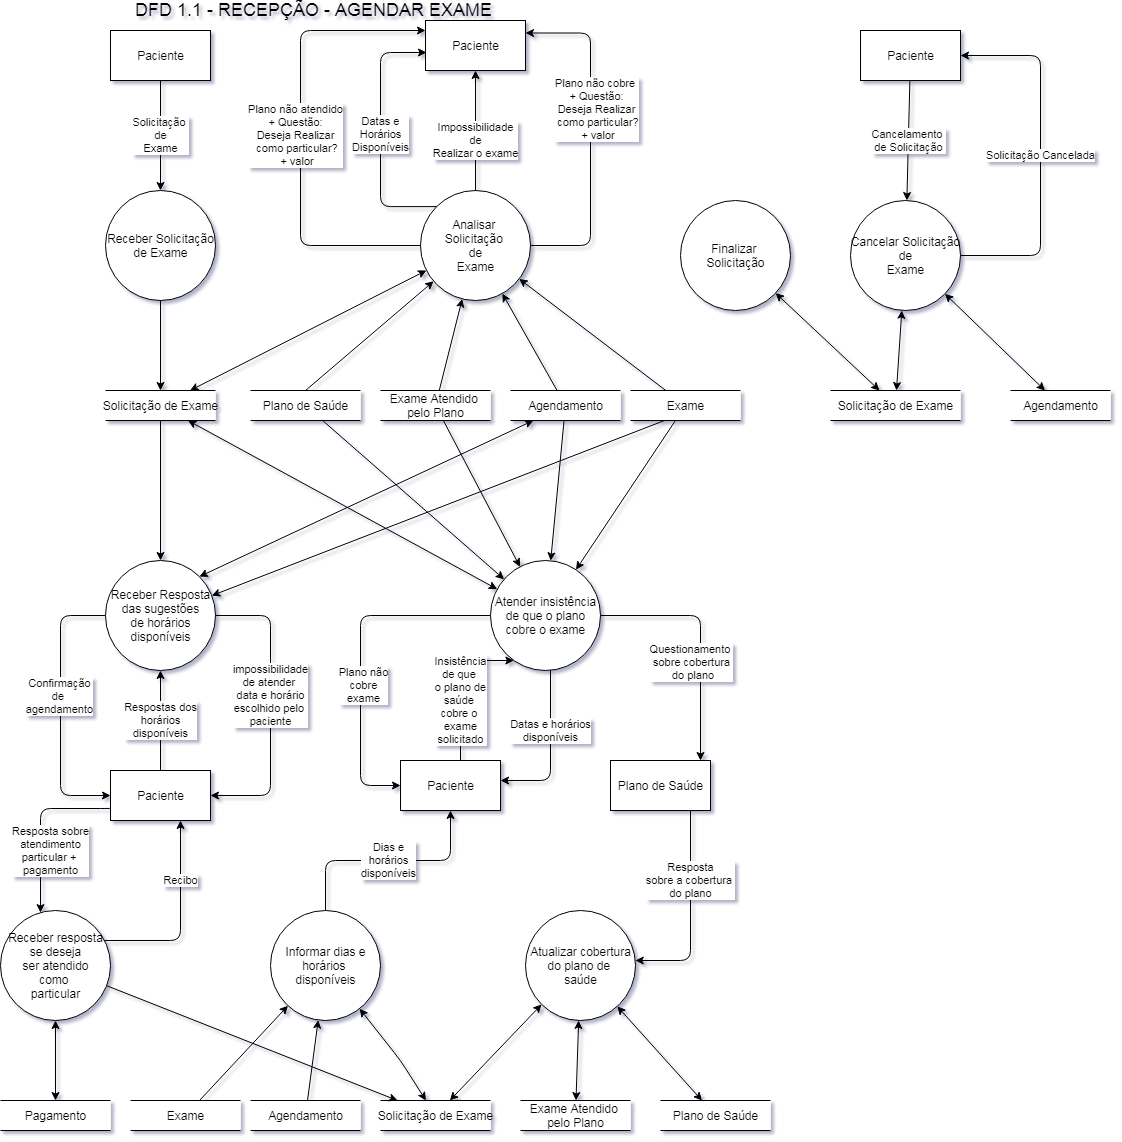 DFD 1.1 - RECEPÇÃO - AGENDAR EXAME
Paciente
Paciente
Paciente
Solicitação
de
Exame
Plano não atendido
+ Questão:
Deseja Realizar
como particular?
+ valor
Datas e
Horários
Disponíveis
Impossibilidade
de
Realizar o exame
Plano não cobre
+ Questão:
Deseja Realizar
como particular?
+ valor
Cancelamento
de Solicitação
Solicitação Cancelada
Receber Solicitação
de Exame
Analisar
Solicitação
de
Exame
Finalizar
Solicitação
Cancelar Solicitação
de
Exame
Solicitação de Exame
Plano de Saúde
Exame Atendido
pelo Plano
Agendamento
Exame
Solicitação de Exame
Agendamento
Receber Resposta
das sugestões
de horários
disponíveis
Atender insistência
de que o plano
cobre o exame
Confirmação
de
agendamento
Respostas dos
horários
disponíveis
impossibilidade
de atender
data e horário
escolhido pelo
paciente
Plano não
cobre
exame
Insistência
de que
o plano de
saúde
cobre o
exame
solicitado
Datas e horários
disponíveis
Questionamento
sobre cobertura
do plano
Paciente
Paciente
Plano de Saúde
Resposta sobre
atendimento
particular +
pagamento
Recibo
Dias e
horários
disponíveis
Resposta
sobre a cobertura
do plano
Receber resposta
se deseja
ser atendido
como
particular
Informar dias e
horários
disponíveis
Atualizar cobertura
do plano de
saúde
Pagamento
Exame
Agendamento
Solicitação de Exame
Exame Atendido
pelo Plano
Plano de Saúde